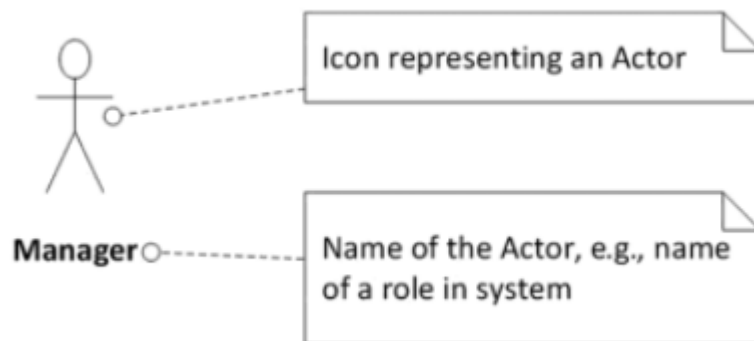 Icon representing an Actor
Manager
Name of the Actor, e.g., name
of a role in system